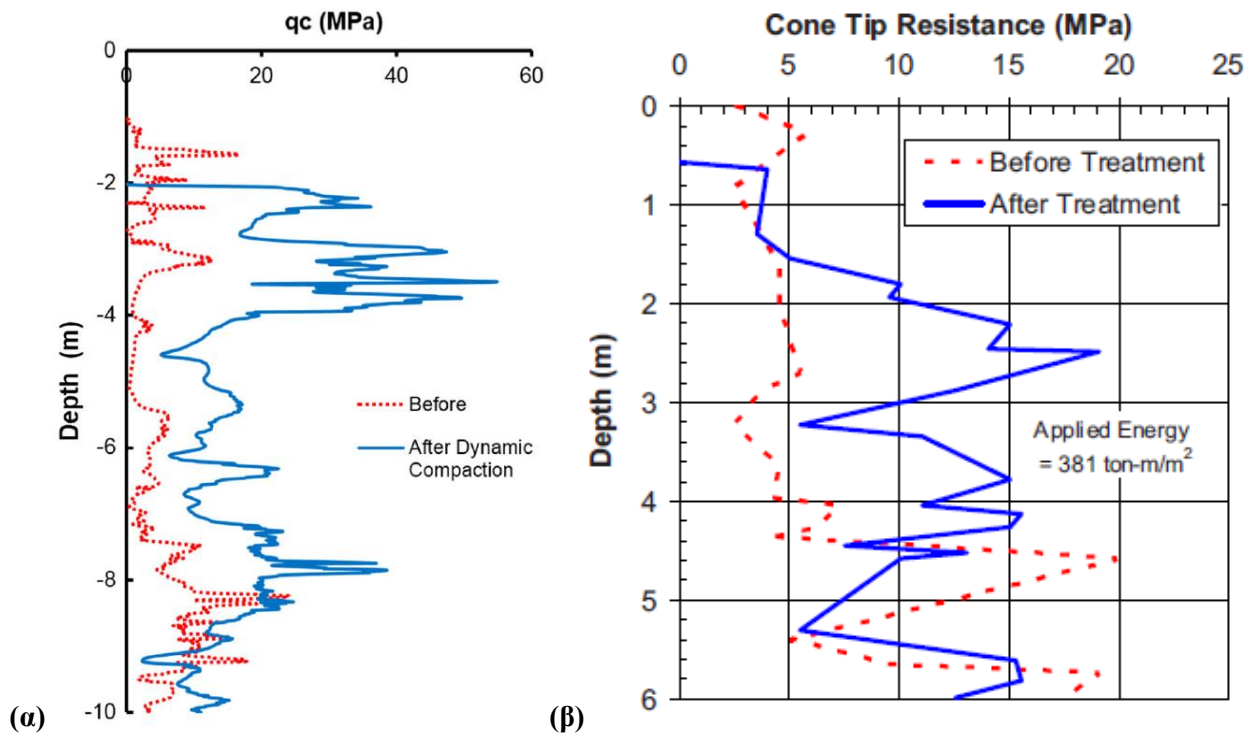 qc (MPa)
0 20 40 60
0
-2
-4
-6
-8
-10
Depth (m)
Before
After Dynamic
Compaction
(α)
Cone Tip Resistance (MPa)
0 5 10 15 20 25
0
1
2
3
4
5
6
Depth (m)
Before Treatment
After Treatment
Applied Energy
= 381 ton-m/m²
(β)